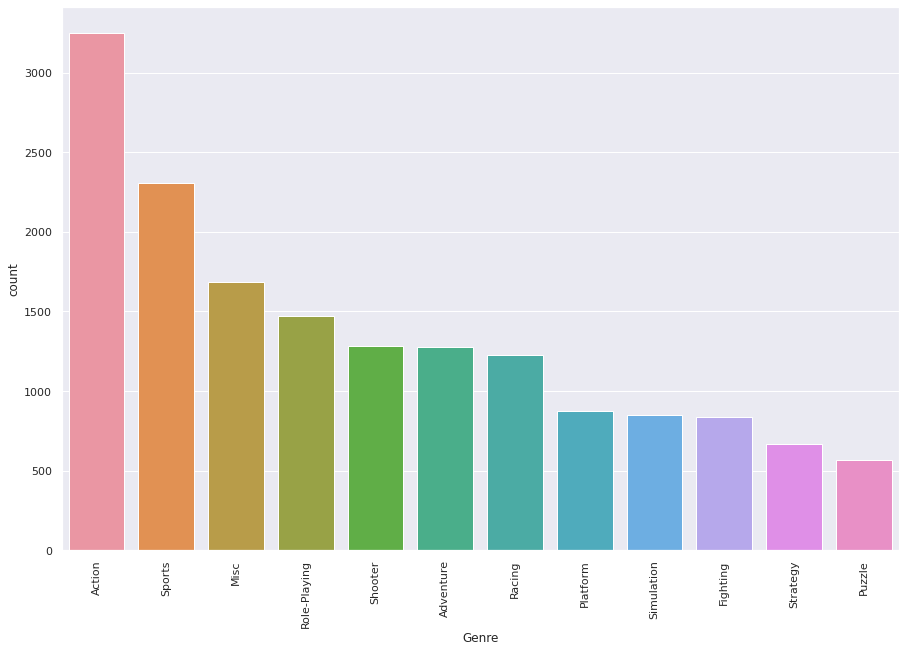 3000
2500
2000
1500
1000
500
0
count
Action
Sports
Misc
Role-Playing
Shooter
Adventure
Racing
Platform
Simulation
Fighting
Strategy
Puzzle
Genre